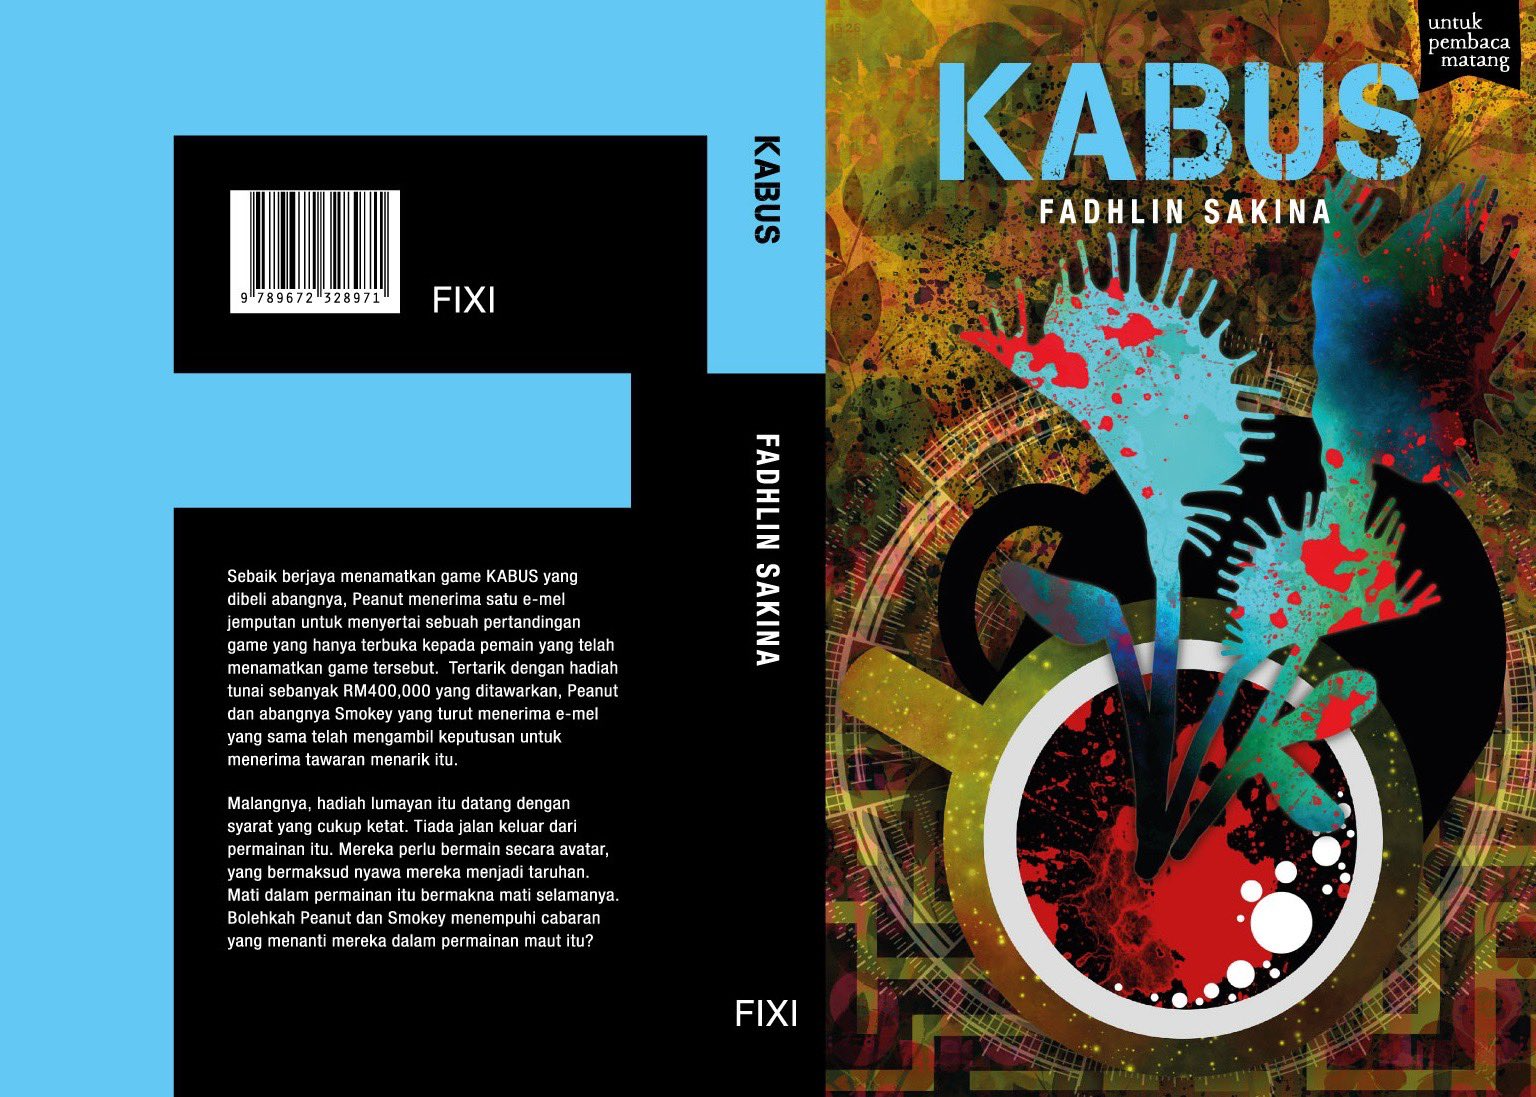 9 789672 328971
FIXI
Sebaik berjaya menamatkan game KABUS yang
dibeli abangnya, Peanut menerima satu e-mel
jemputan untuk menyertai sebuah pertandingan
game yang hanya terbuka kepada pemain yang telah
menamatkan game tersebut.  Tertarik dengan hadiah
tunai sebanyak RM400,000 yang ditawarkan, Peanut
dan abangnya Smokey yang turut menerima e-mel
yang sama telah mengambil keputusan untuk
menerima tawaran menarik itu.
Malangnya, hadiah lumayan itu datang dengan
syarat yang cukup ketat. Tiada jalan keluar dari
permainan itu. Mereka perlu bermain secara avatar,
yang bermaksud nyawa mereka menjadi taruhan.
Mati dalam permainan itu bermakna mati selamanya.
Bolehkah Peanut dan Smokey menempuhi cabaran
yang menanti mereka dalam permainan maut itu?
KABUS
FADHLIN SAKINA
FIXI
untuk
pembaca
matang
KABUS
FADHLIN SAKINA